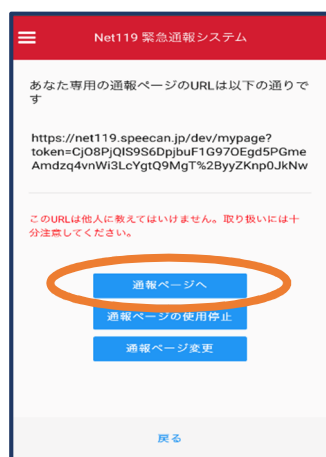 Net119 緊急通報システム
あなた専用の通報ページのURLは以下の通りで
す
https://net119.speecan.jp/dev/mypage?
token=CjO8PjQIS9S6DpjbuF1G97OEgd5PGme
Amdzq4vnWi3LcYgtQ9MgT%2ByyZKnp0JkNw
このURLは他人に教えてはいけません。取り扱いには十
分注意してください。
通報ページへ
通報ページの使用停止
通報ページ変更
戻る